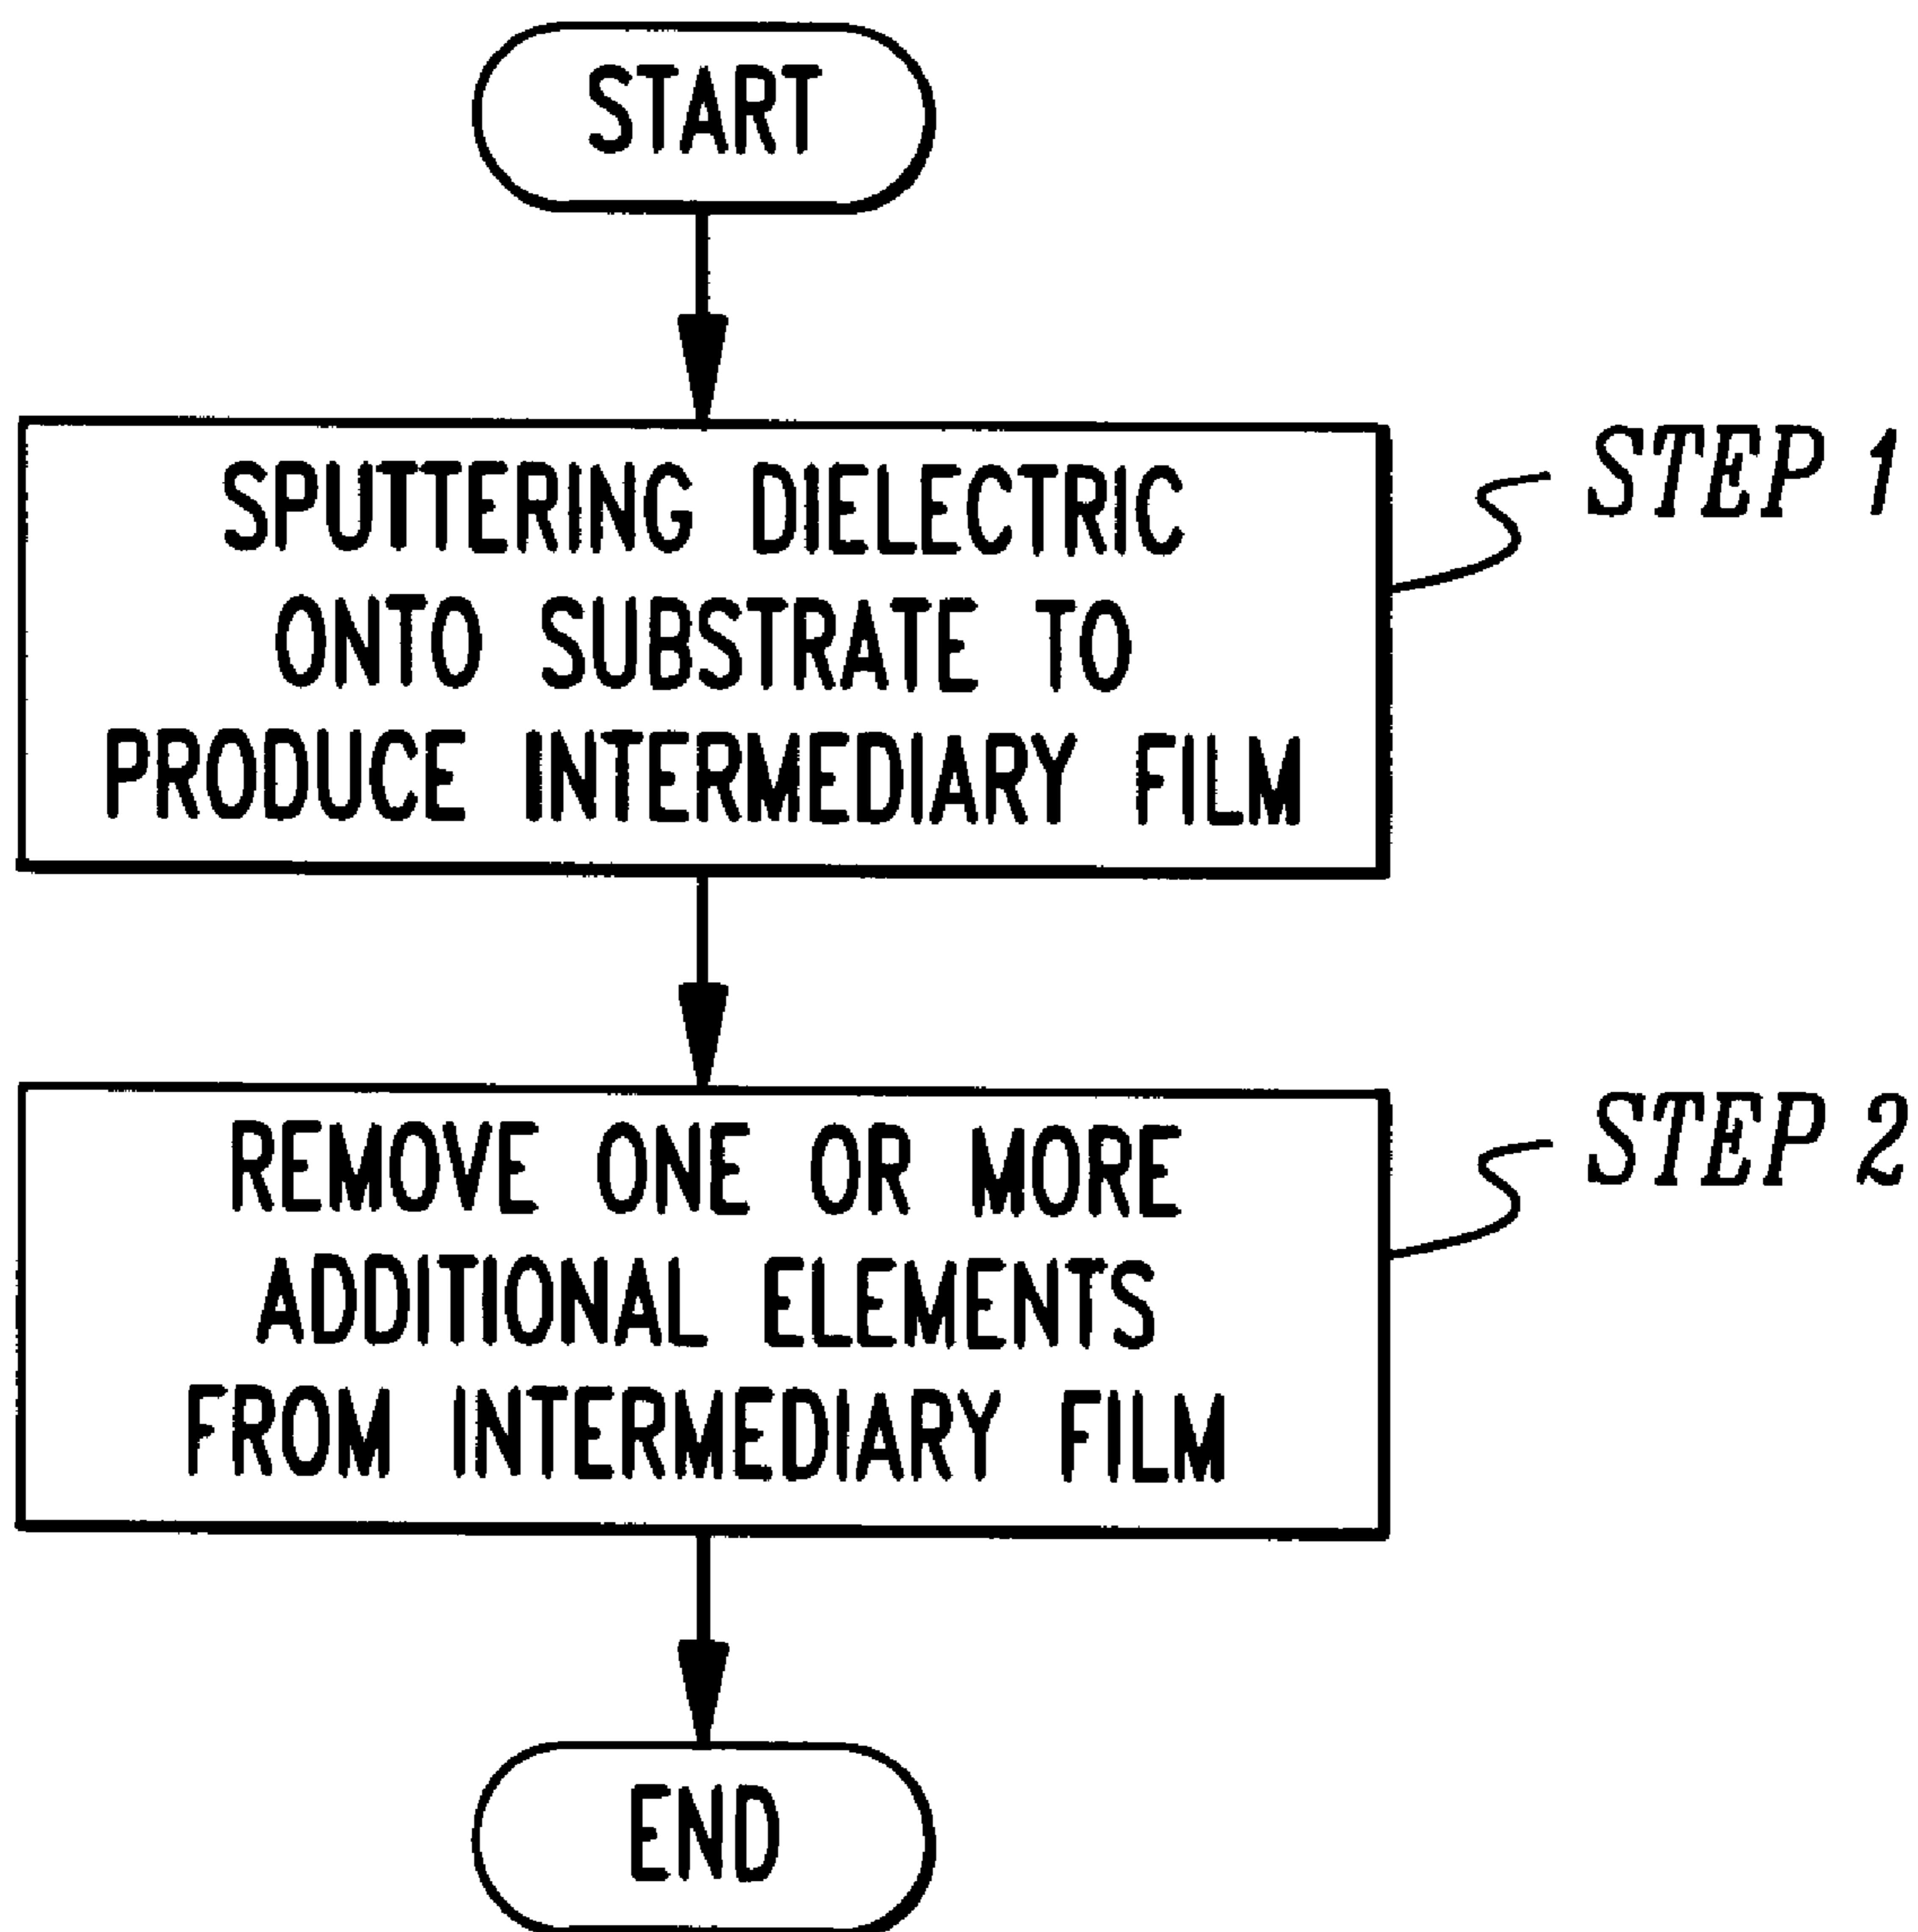 START
SPUTTERING DIELECTRIC
ONTO SUBSTRATE TO
PRODUCE INTERMEDIARY FILM
STEP 1
REMOVE ONE OR MORE
ADDITIONAL ELEMENTS
FROM INTERMEDIARY FILM
STEP 2
END